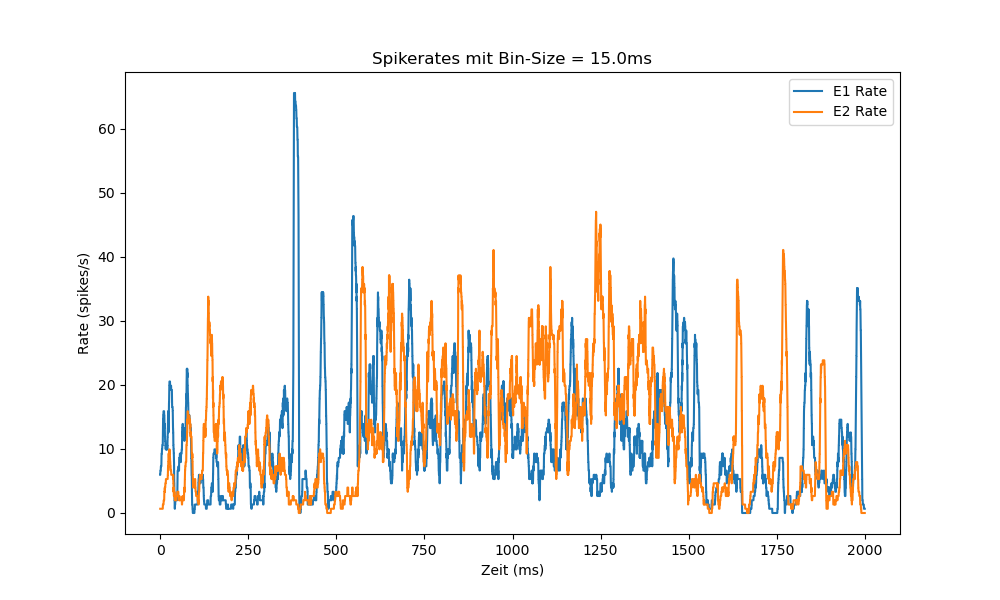 Spikerates mit Bin-Size = 15.0ms
E1 Rate
E2 Rate
60
50
40
30
20
10
0
Rate (spikes/s)
0 250 500 750 1000 1250 1500 1750 2000
Zeit (ms)